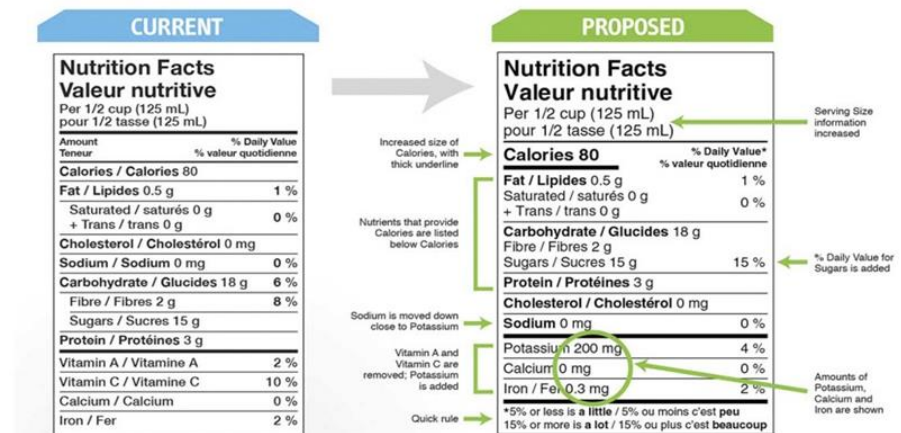 CURRENT
Nutrition Facts
Valeur nutritive
Per 1/2 cup (125 mL)
pour 1/2 tasse (125 mL)
Amount % Daily Value
Teneur % valeur quotidienne
Calories / Calories 80
Fat / Lipides 0.5 g 1 %
Saturated / saturés 0 g
+ Trans / trans 0 g 0 %
Cholesterol / Cholestérol 0 mg
Sodium / Sodium 0 mg 0 %
Carbohydrate / Glucides 18 g 6 %
Fibre / Fibres 2 g 8 %
Sugars / Sucres 15 g
Protein / Protéines 3 g
Vitamin A / Vitamine A 2 %
Vitamin C / Vitamine C 10 %
Calcium / Calcium 0 %
Iron / Fer 2 %
Increased size of
Calories, with
thick underline
Nutrients that provide
Calories are listed
below Calories
Sodium is moved down
close to Potassium
Vitamin A and
Vitamin C are
removed; Potassium
is added
Quick rule
PROPOSED
Nutrition Facts
Valeur nutritive
Per 1/2 cup (125 mL)
pour 1/2 tasse (125 mL)
Calories 80 % Daily Value*
% valeur quotidienne
Fat / Lipides 0.5 g 1 %
Saturated / saturés 0 g
+ Trans / trans 0 g 0 %
Carbohydrate / Glucides 18 g
Fibre / Fibres 2 g
Sugars / Sucres 15 g 15 %
Protein / Protéines 3 g
Cholesterol / Cholestérol 0 mg
Sodium 0 mg 0 %
Potassium 200 mg 4 %
Calcium 0 mg 0 %
Iron / Fer 0.3 mg 2 %
*5% or less is a little / 5% ou moins c'est peu
15% or more is a lot / 15% ou plus c'est beaucoup
Serving Size
information
increased
% Daily Value for
Sugars is added
Amounts of
Potassium,
Calcium and
Iron are shown